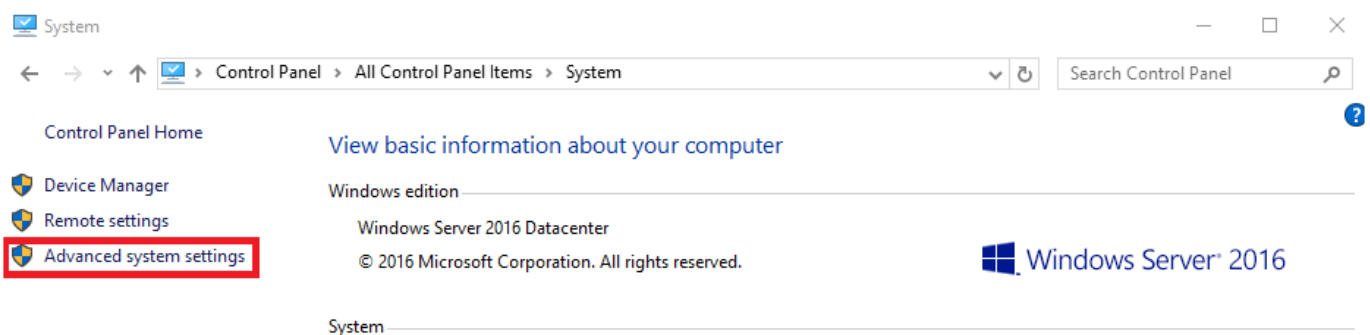 System
Control Panel > All Control Panel Items > System
Search Control Panel
Control Panel Home
View basic information about your computer
Device Manager
Windows edition
Remote settings
Windows Server 2016 Datacenter
Advanced system settings
© 2016 Microsoft Corporation. All rights reserved.
Windows Server® 2016
System